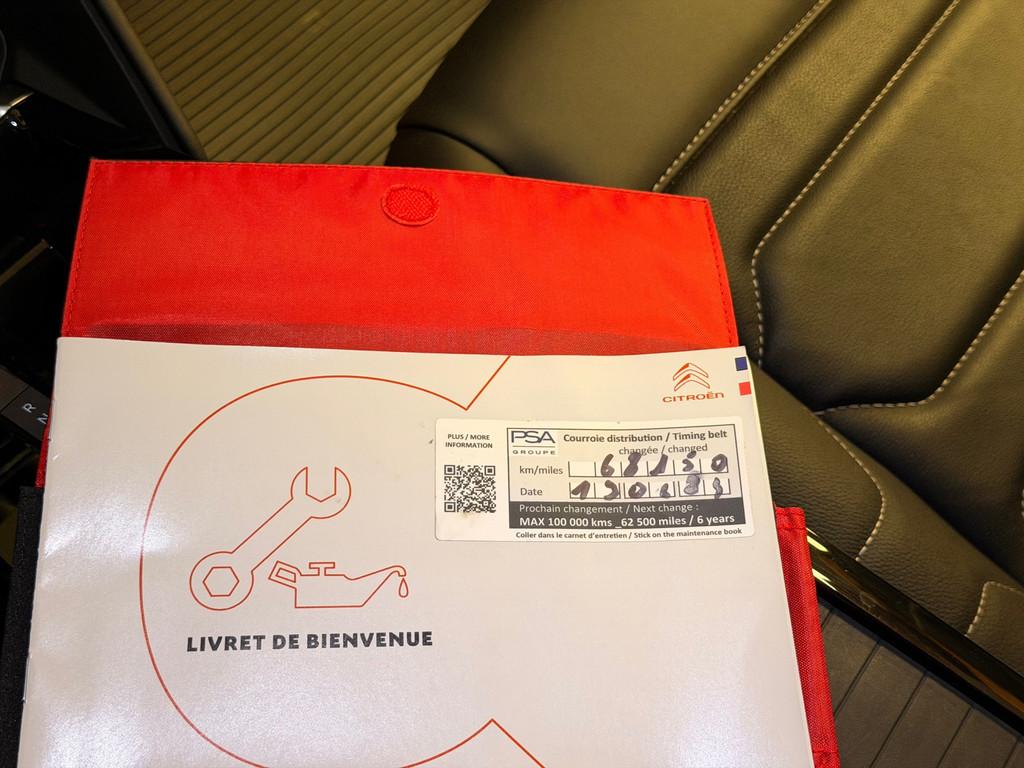 CITROËN
PLUS / MORE
INFORMATION
PSA
GROUPE
Courroie distribution / Timing belt
changée / changed
km/miles 68150
Date
Prochain changement / Next change :
MAX 100 000 kms _62 500 miles / 6 years
Coller dans le carnet d'entretien / Stick on the maintenance book
LIVRET DE BIENVENUE
R